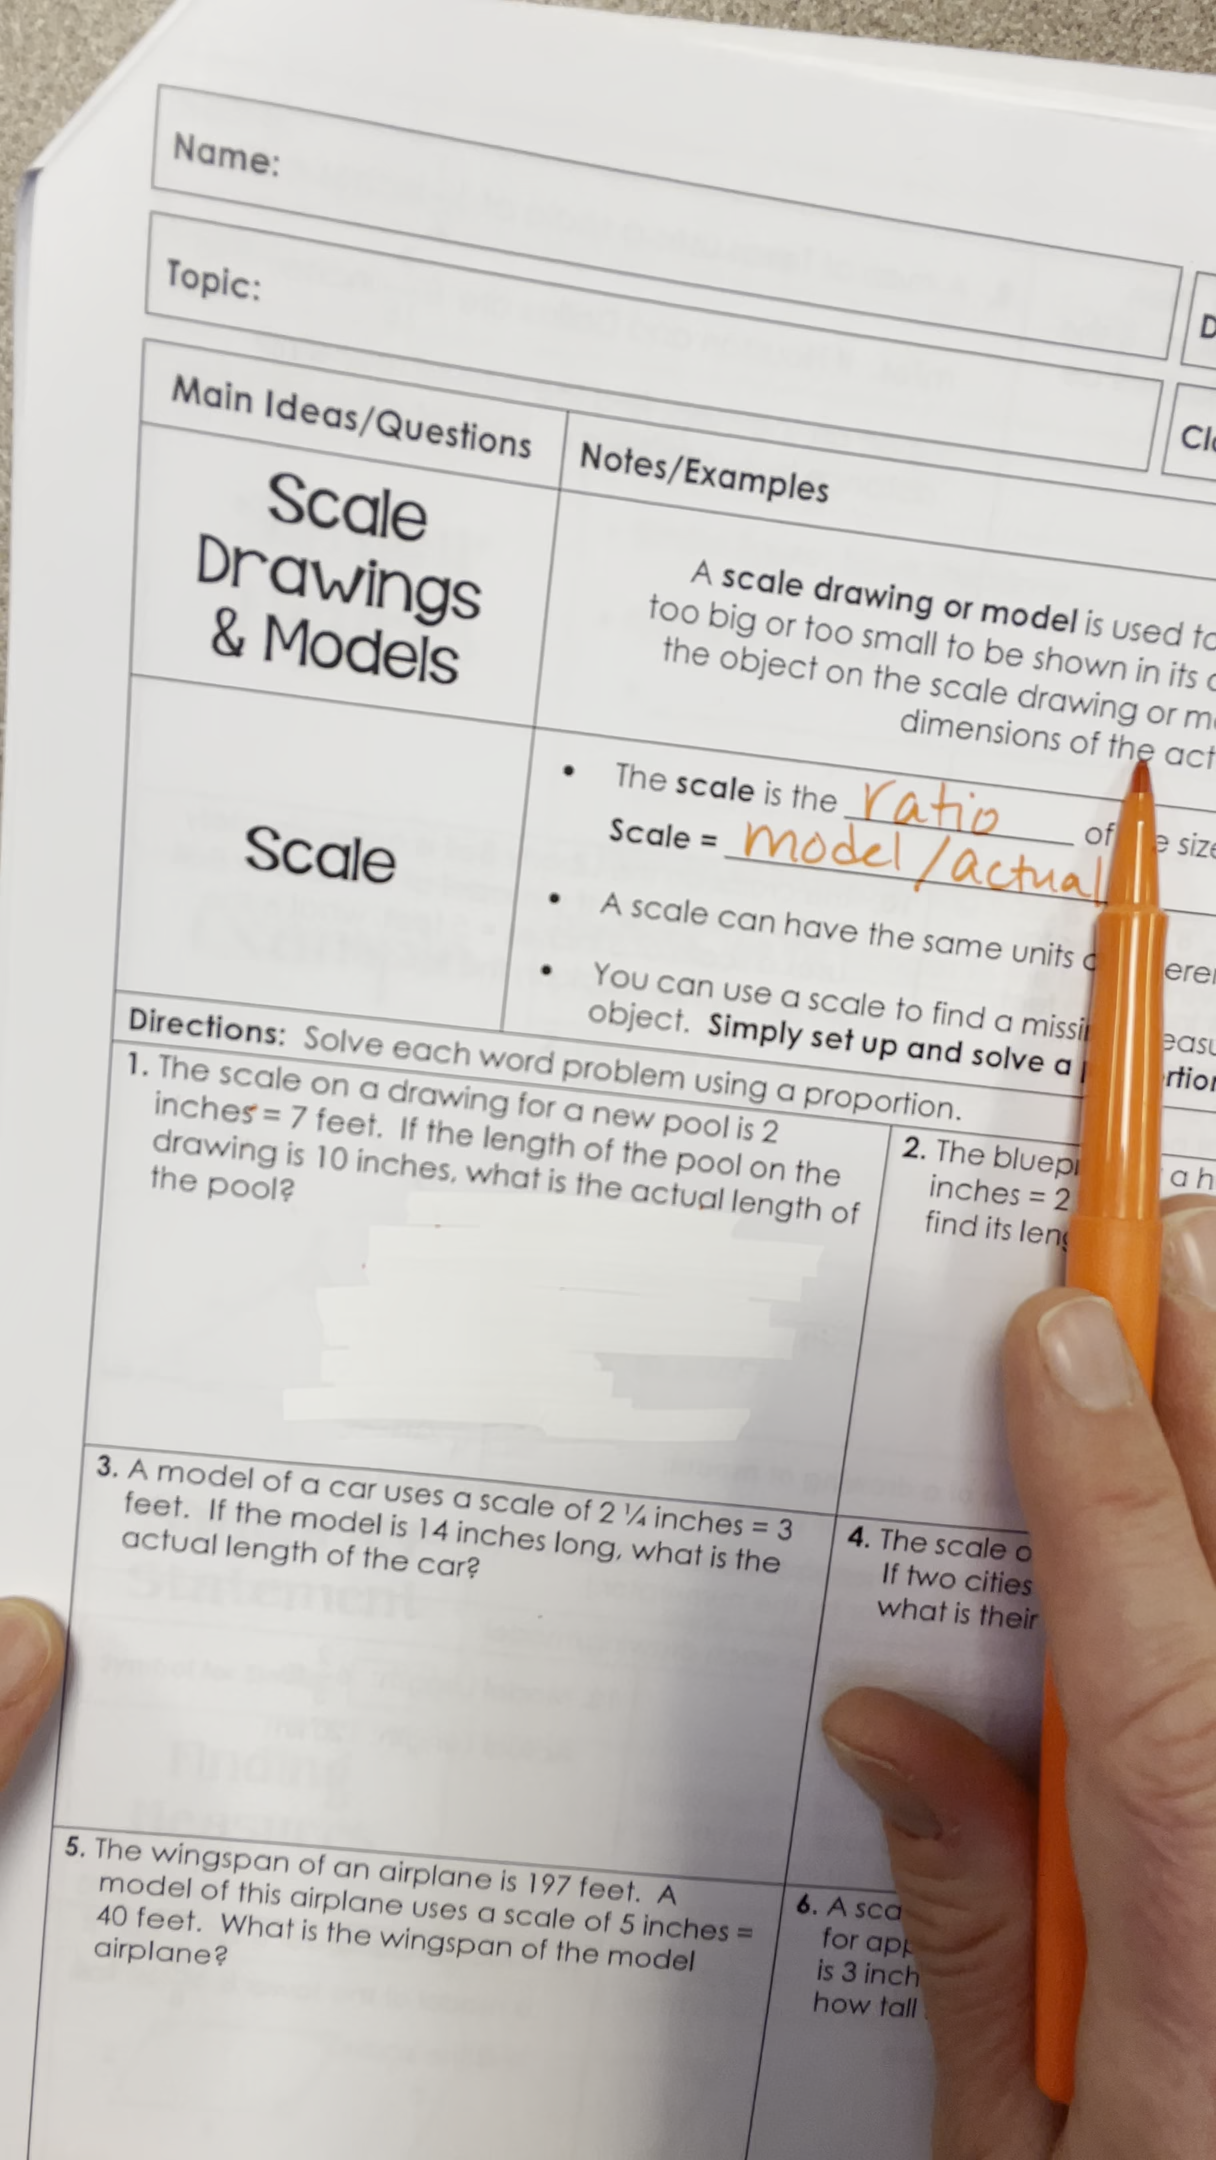 Name:
D
Topic:
Main Ideas/Questions
Notes/Examples
Scale
Drawings
& Models
A scale drawing or model is used to
too big or too small to be shown in its
the object on the scale drawing or
dimensions of the
Scale
• The scale is the ratio of size
Scale = model/actual
• A scale can have the same units
• You can use a scale to find a
object. Simply set up and solve a
Directions: Solve each word problem using a proportion.
1. The scale on a drawing for a new pool is 2
inches = 7 feet. If the length of the pool on the
drawing is 10 inches, what is the actual length of
the pool?
2. The a
inches = 2
find its
3. A model of a car uses a scale of 2 ¼ inches = 3
feet. If the model is 14 inches long, what is the
actual length of the car?
4. The scale
If two cities
what is their
5. The wingspan of an airplane is 197 feet. A
model of this airplane uses a scale of 5 inches =
40 feet. What is the wingspan of the model
airplane?
6. A
for
is 3
how tall